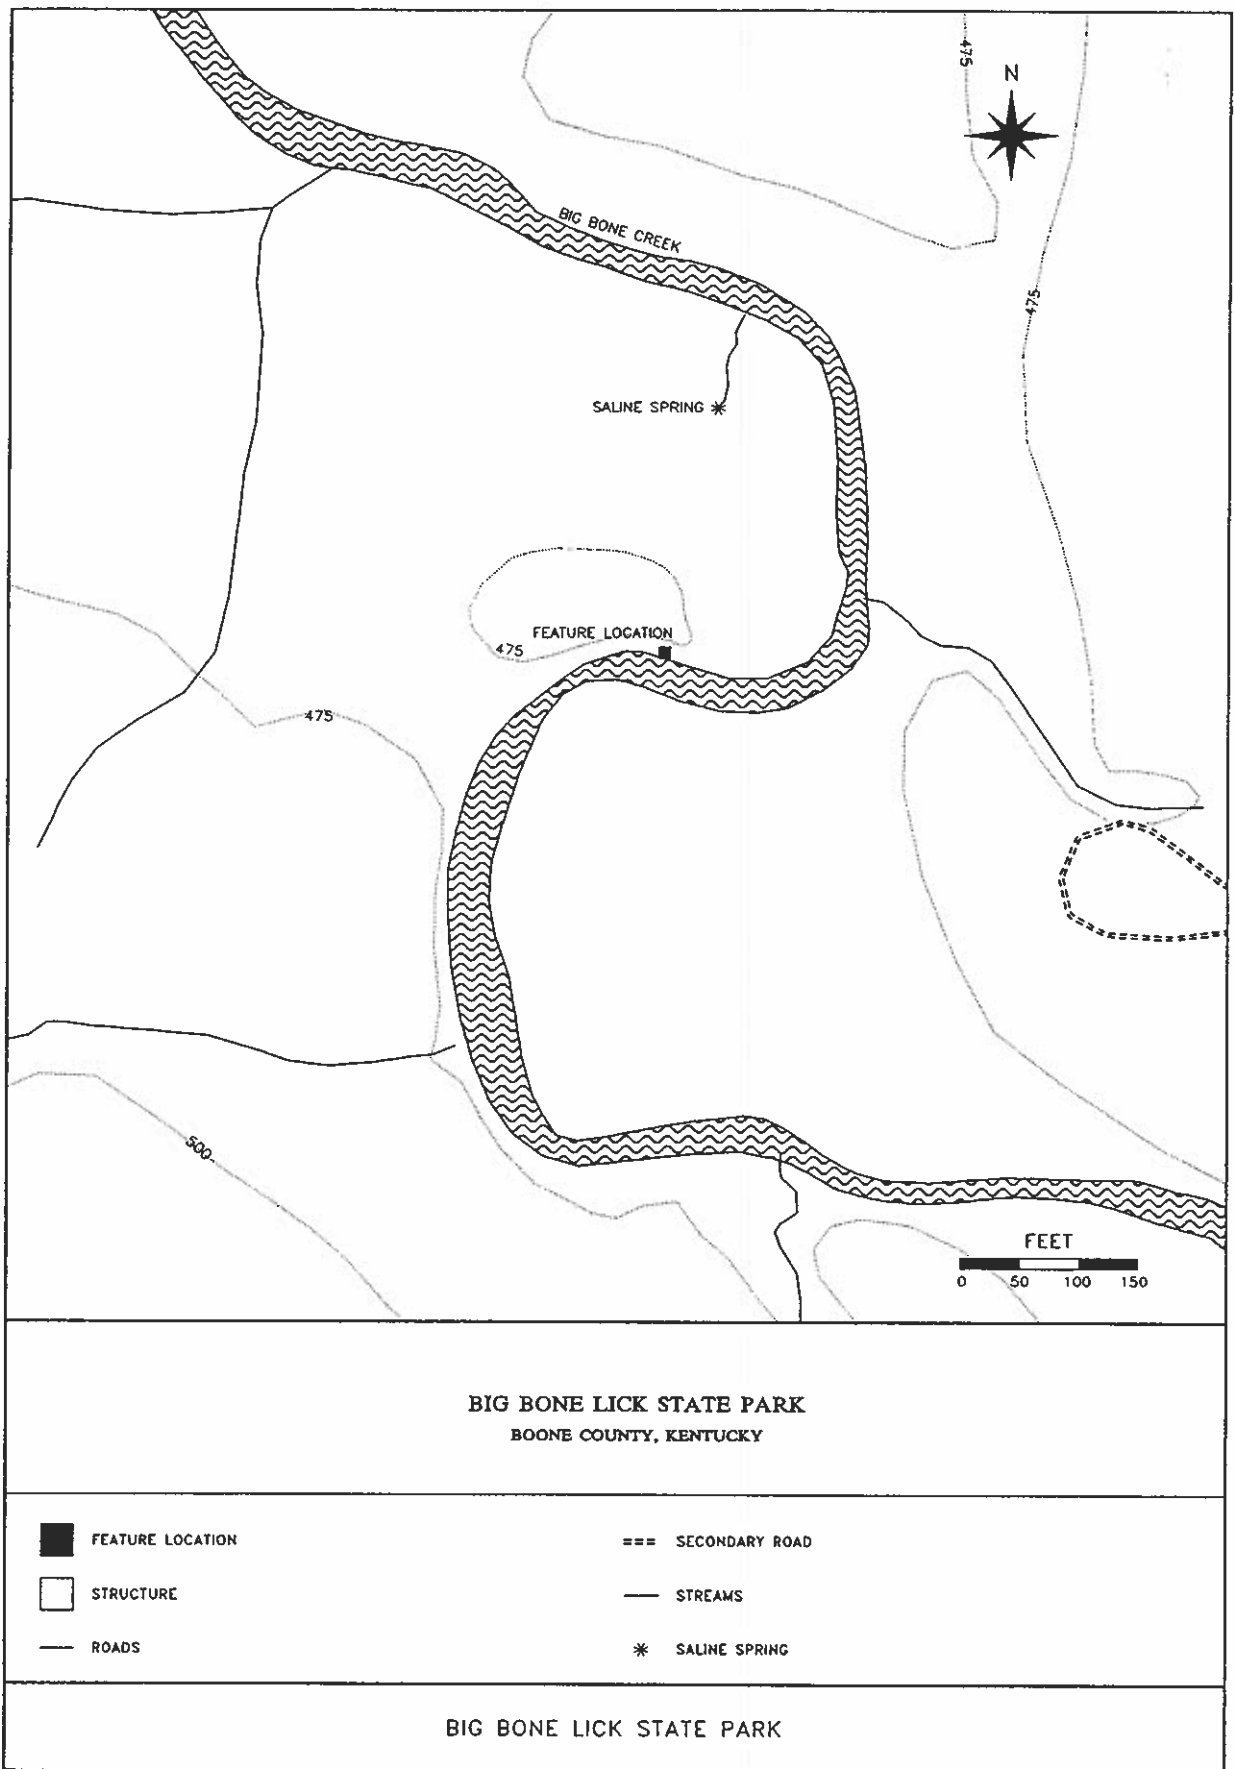 475
N
BIG BONE CREEK
475
SALINE SPRING
FEATURE LOCATION
475
475
500
FEET
0 50 100 150
BIG BONE LICK STATE PARK
BOONE COUNTY, KENTUCKY
FEATURE LOCATION
SECONDARY ROAD
STRUCTURE
STREAMS
ROADS
SALINE SPRING
BIG BONE LICK STATE PARK